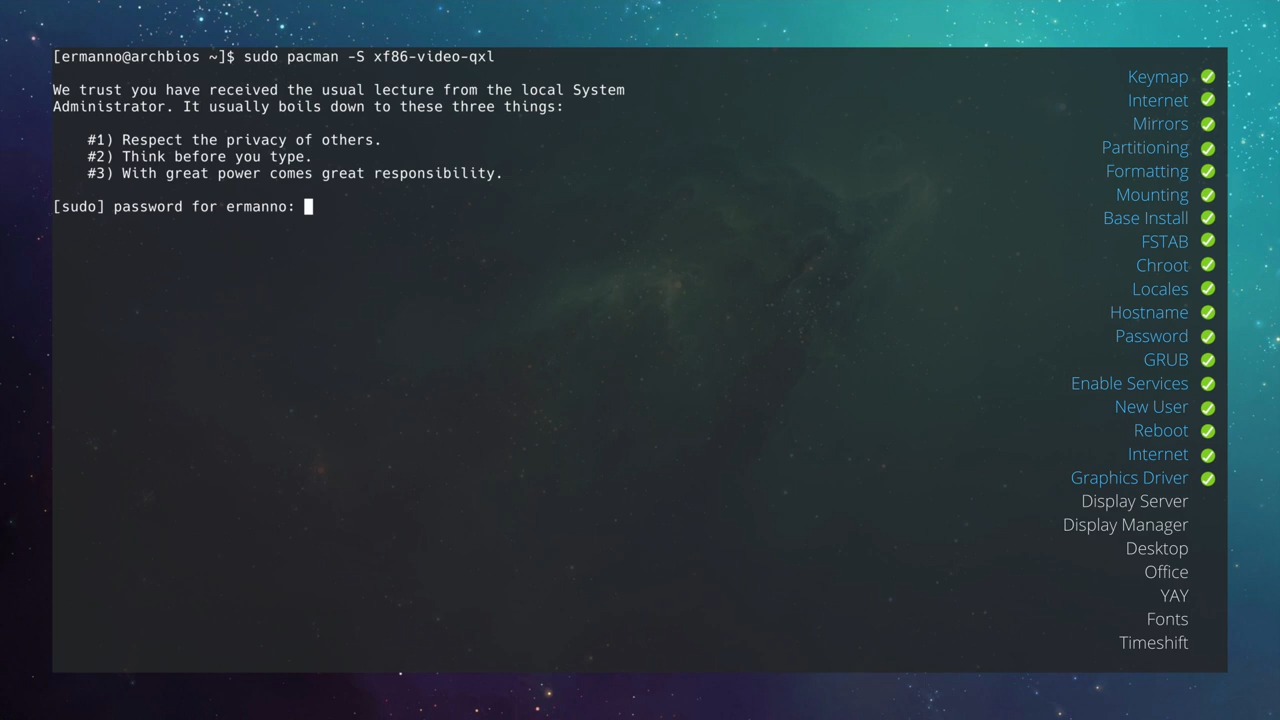 [ermanno@archbios ~]$ sudo pacman -S xf86-video-qxl
We trust you have received the usual lecture from the local System
Administrator. It usually boils down to these three things:
#1) Respect the privacy of others.
#2) Think before you type.
#3) With great power comes great responsibility.
[sudo] password for ermanno:
Keymap
Internet
Mirrors
Partitioning
Formatting
Mounting
Base Install
FSTAB
Chroot
Locales
Hostname
Password
GRUB
Enable Services
New User
Reboot
Internet
Graphics Driver
Display Server
Display Manager
Desktop
Office
YAY
Fonts
Timeshift